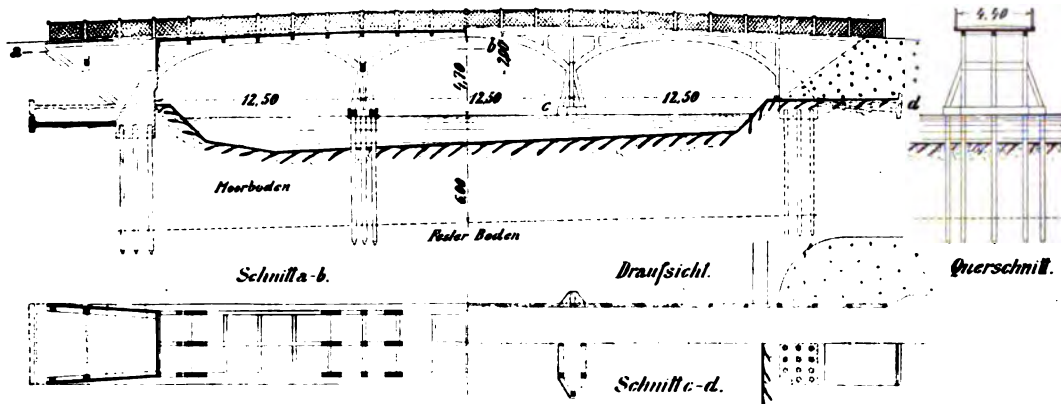 4,40
a
b
2,00
4,70
12,50
12,50
12,50
c
d
Moorboden
6,00
Fester Boden
Schnitt a-b.
Draufsicht.
Querschnitt.
Schnitt c-d.